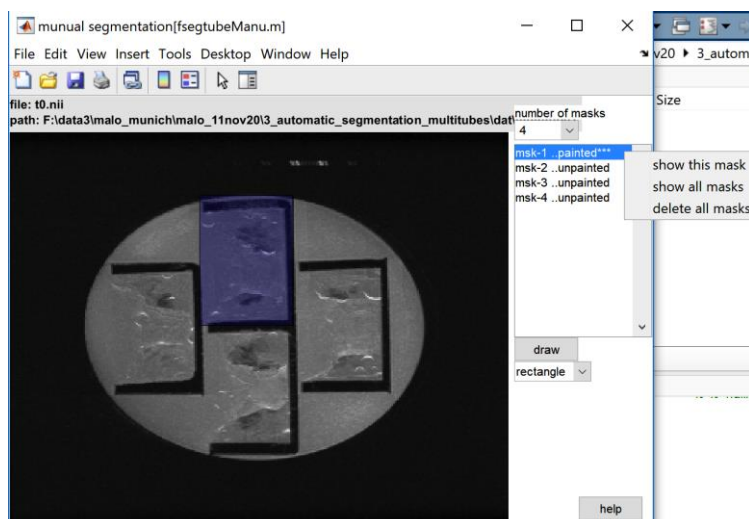 munual segmentation[fsegtubeManu.m]
File Edit View Insert Tools Desktop Window Help
v20 3_autom
file: t0.nii
path: F:\data3\malo_munich\malo_11nov20\3_automatic_segmentation_multitubes\dat
number of masks
4
Size
msk-1 ..painted***
msk-2 ..unpainted
msk-3 ..unpainted
msk-4 ..unpainted
show this mask
show all masks
delete all masks
draw
rectangle
help